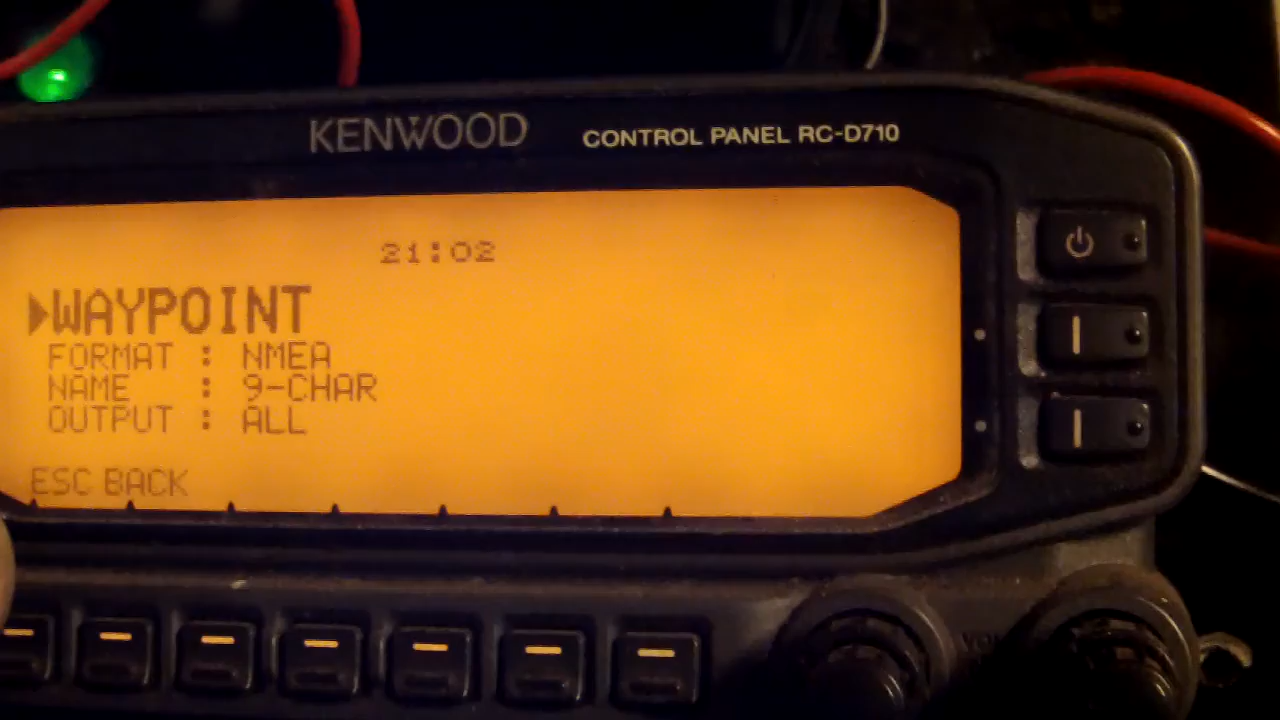 KENWOOD CONTROL PANEL RC-D710
21:02
▶WAYPOINT
FORMAT : NMEA
NAME : 9-CHAR
OUTPUT : ALL
ESC BACK